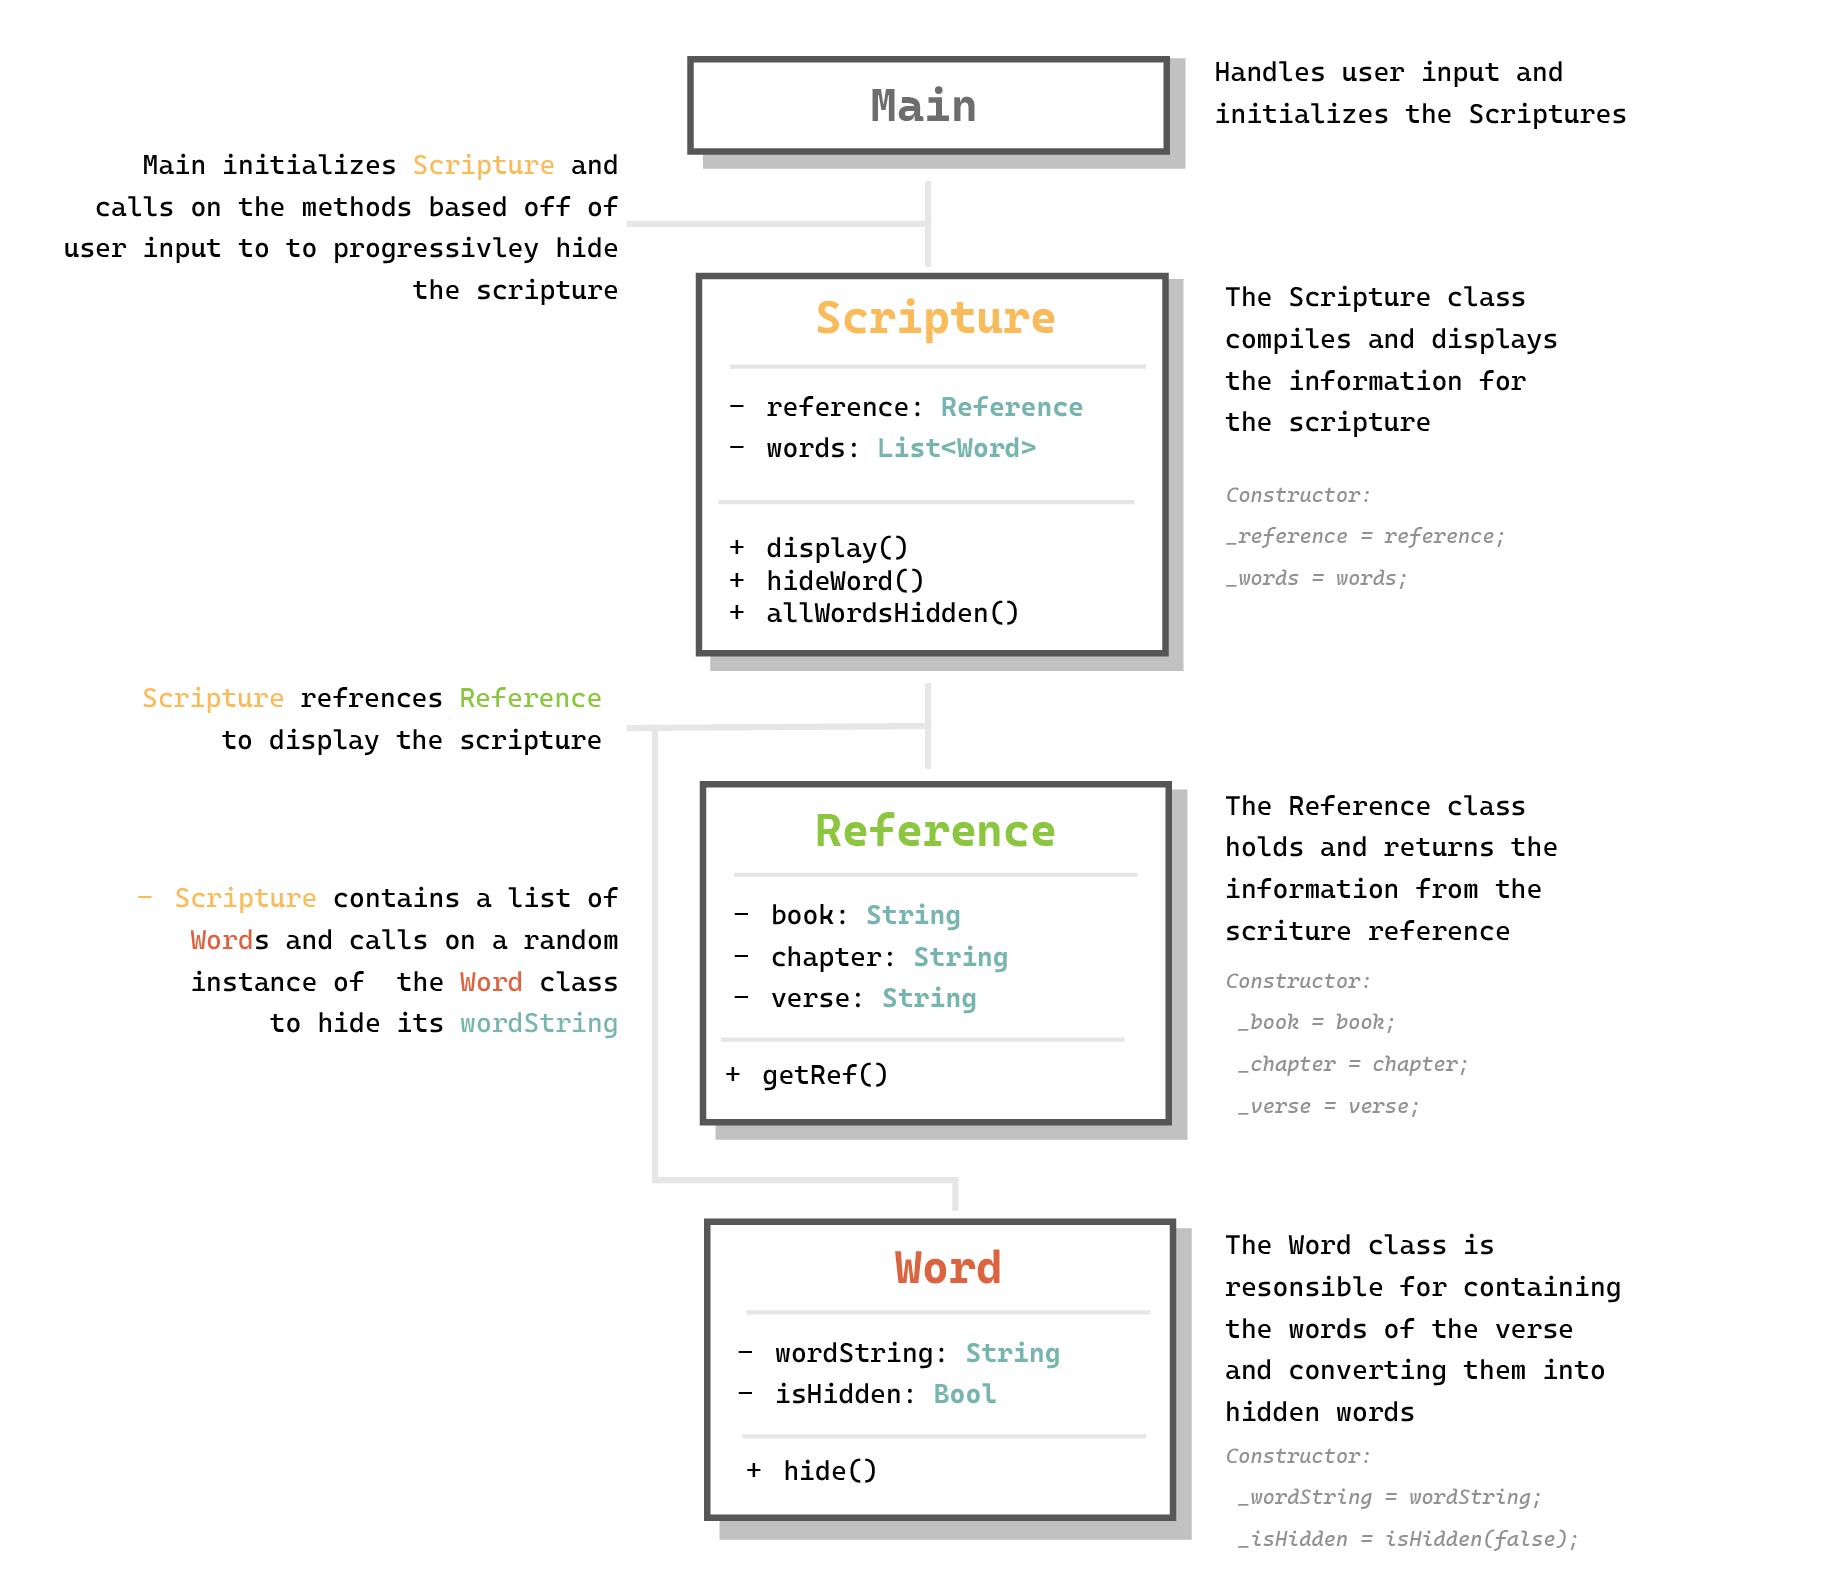 Main
Handles user input and
initializes the Scriptures
Main initializes Scripture and
calls on the methods based off of
user input to to progressivley hide
the scripture
Scripture
- reference: Reference
- words: List<Word>
+ display()
+ hideWord()
+ allWordsHidden()
The Scripture class
compiles and displays
the information for
the scripture
Constructor:
_reference = reference;
_words = words;
Scripture refrences Reference
to display the scripture
Reference
- book: String
- chapter: String
- verse: String
+ getRef()
The Reference class
holds and returns the
information from the
scriture reference
Constructor:
_book = book;
_chapter = chapter;
_verse = verse;
- Scripture contains a list of
Words and calls on a random
instance of  the Word class
to hide its wordString
Word
- wordString: String
- isHidden: Bool
+ hide()
The Word class is
resonsible for containing
the words of the verse
and converting them into
hidden words
Constructor:
_wordString = wordString;
_isHidden = isHidden(false);